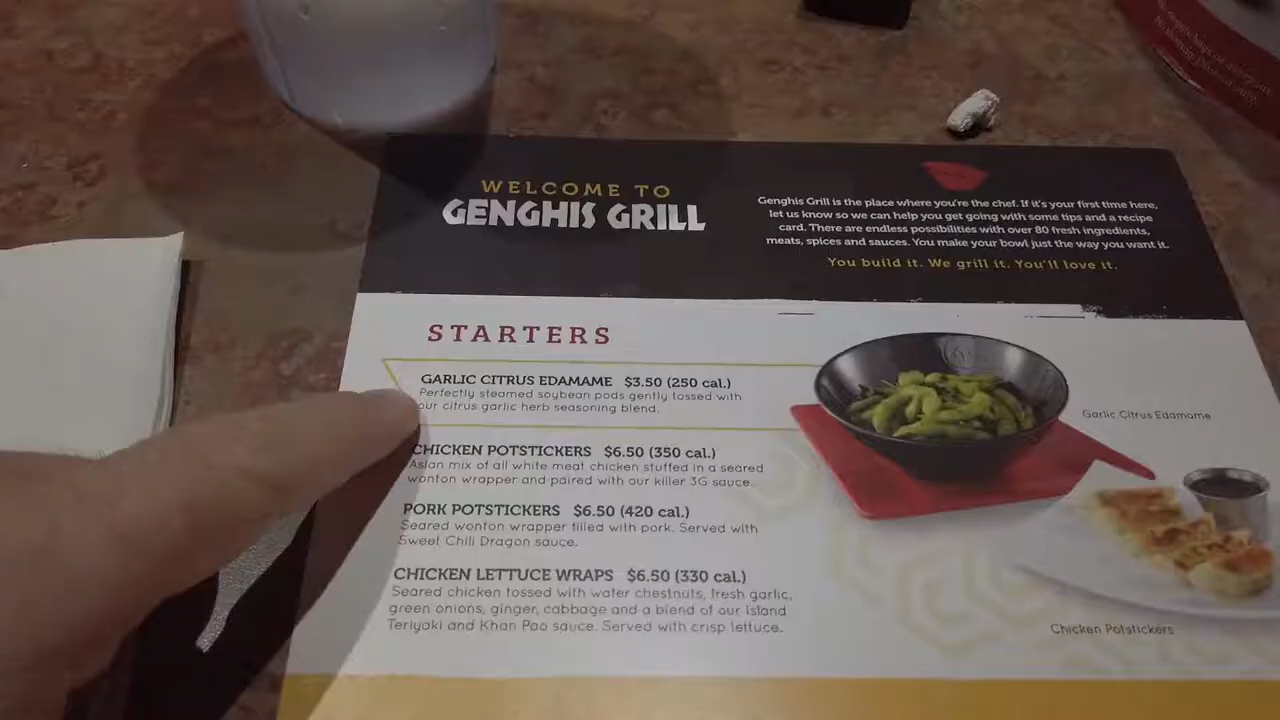 WELCOME TO
GENGHIS GRILL
Genghis Grill is the place where you're the chef. If it's your first time here,
let us know so we can help you get going with some tips and a recipe
card. There are endless possibilities with over 80 fresh ingredients,
meats, spices and sauces. You make your bowl just the way you want it.
You build it. We grill it. You'll love it.
STARTERS
GARLIC CITRUS EDAMAME $3.50 (250 cal.)
Perfectly steamed soybean pods gently tossed with
our citrus garlic herb seasoning blend.
CHICKEN POTSTICKERS $6.50 (350 cal.)
Asian mix of all white meat chicken stuffed in a seared
wonton wrapper and paired with our killer 3G sauce.
PORK POTSTICKERS $6.50 (420 cal.)
Seared wonton wrapper filled with pork. Served with
Sweet Chili Dragon sauce.
CHICKEN LETTUCE WRAPS $6.50 (330 cal.)
Seared chicken tossed with water chestnuts, fresh garlic,
green onions, ginger, cabbage and a blend of our Island
Teriyaki and Khan Pao sauce. Served with crisp lettuce.
Garlic Citrus Edamame
Chicken Potstickers